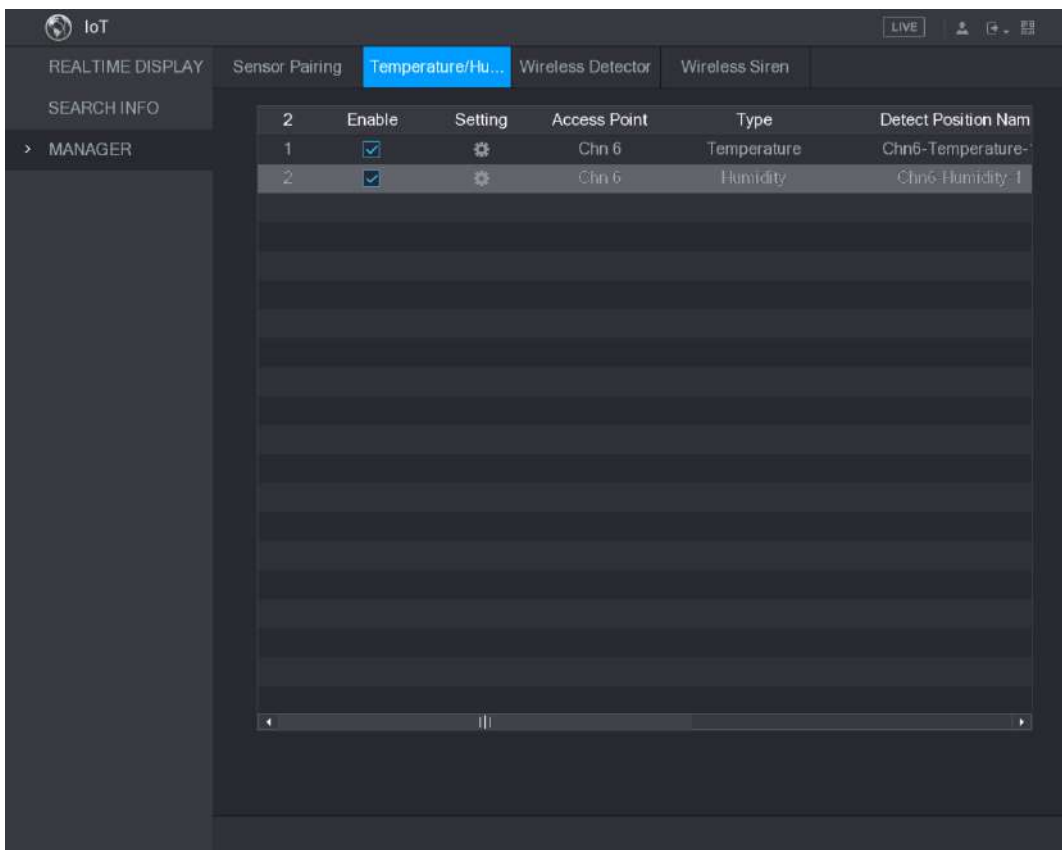 IoT LIVE
REALTIME DISPLAY Sensor Pairing Temperature/Hu... Wireless Detector Wireless Siren
SEARCH INFO
MANAGER
2 Enable Setting Access Point Type Detect Position Nam
1 Chn 6 Temperature Chn6-Temperature-
2 Chn 6 Humidity Chn6-Humidity-1